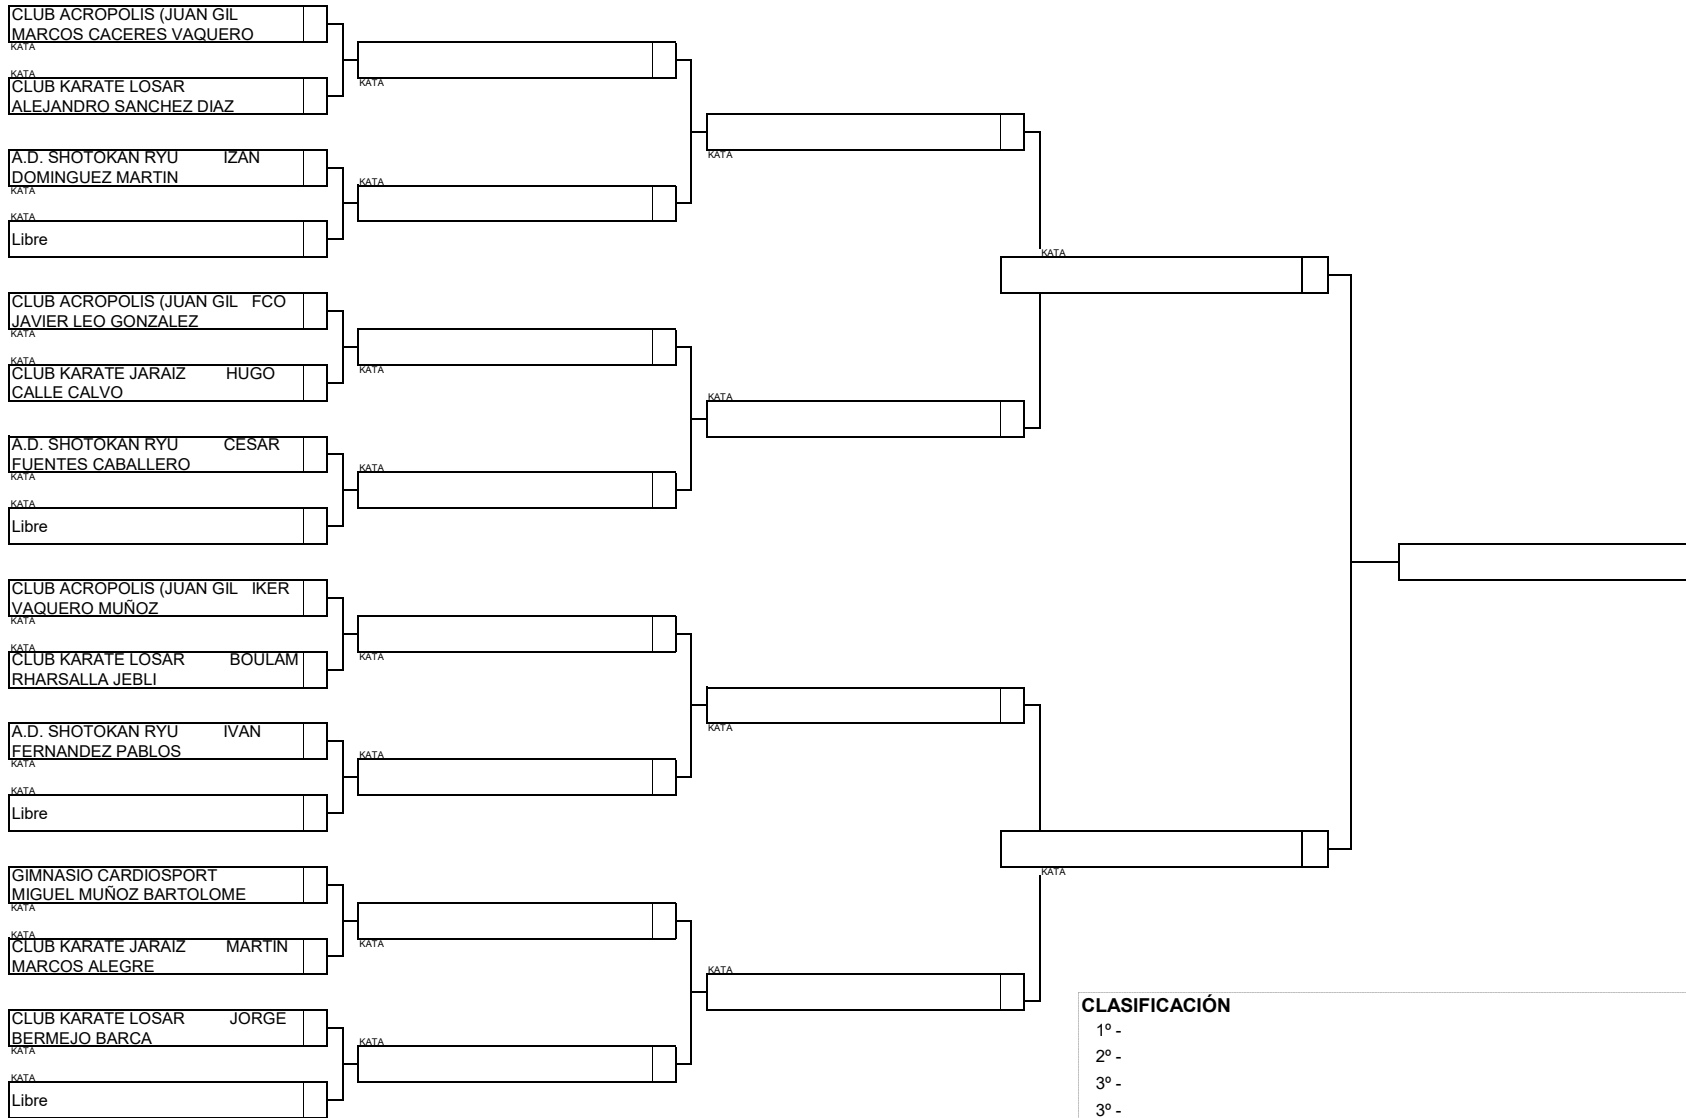 CLUB ACROPOLIS (JUAN GIL
MARCOS CACERES VAQUERO
KATA
KATA
CLUB KARATE LOSAR
ALEJANDRO SANCHEZ DIAZ
A.D. SHOTOKAN RYU IZAN
DOMINGUEZ MARTIN
KATA
KATA
Libre
CLUB ACROPOLIS (JUAN GIL FCO
JAVIER LEO GONZALEZ
KATA
KATA
CLUB KARATE JARAIZ HUGO
CALLE CALVO
A.D. SHOTOKAN RYU CESAR
FUENTES CABALLERO
KATA
KATA
Libre
CLUB ACROPOLIS (JUAN GIL IKER
VAQUERO MUÑOZ
KATA
KATA
CLUB KARATE LOSAR BOULAM
RHARSALLA JEBLI
A.D. SHOTOKAN RYU IVAN
FERNANDEZ PABLOS
KATA
KATA
Libre
GIMNASIO CARDIOSPORT
MIGUEL MUÑOZ BARTOLOME
KATA
KATA
CLUB KARATE JARAIZ MARTIN
MARCOS ALEGRE
CLUB KARATE LOSAR JORGE
BERMEJO BARCA
KATA
KATA
Libre
KATA
KATA
KATA
KATA
KATA
KATA
KATA
KATA
KATA
KATA
KATA
KATA
KATA
KATA
CLASIFICACIÓN
1º -
2º -
3º -
3º -